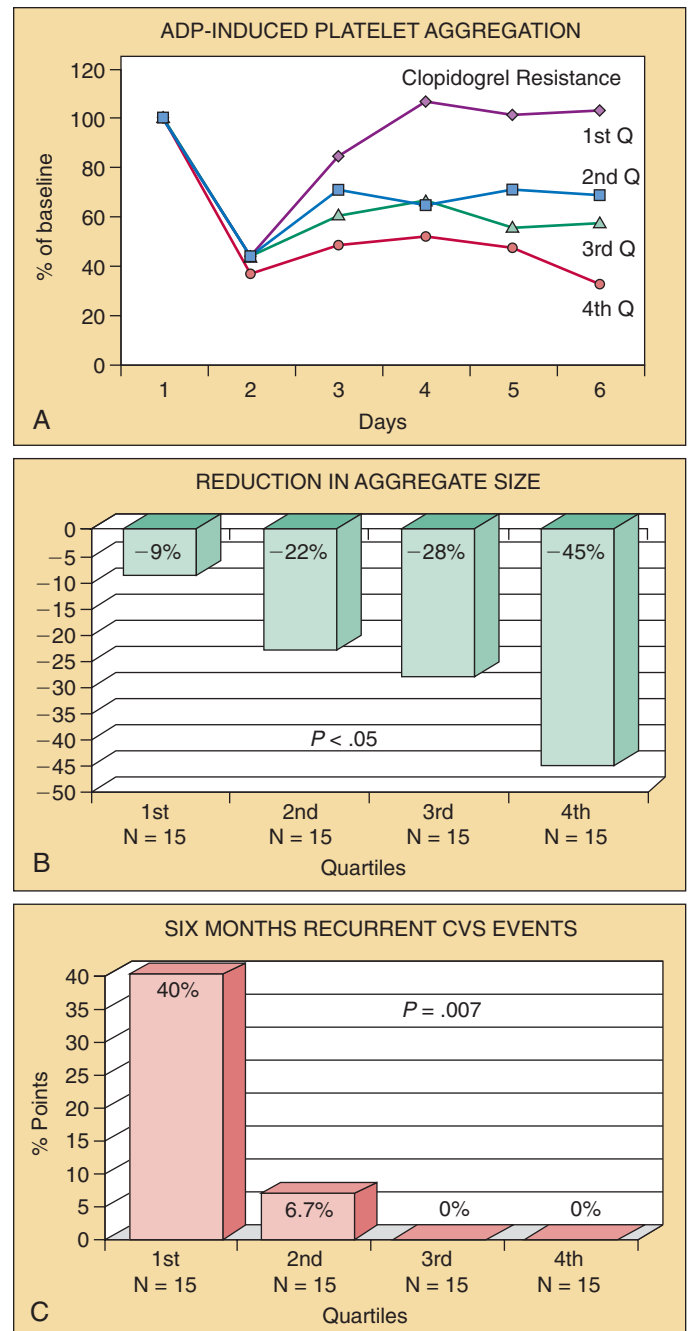 ADP-INDUCED PLATELET AGGREGATION
120
100
80
60
40
20
0
% of baseline
Clopidogrel Resistance
1st Q
2nd Q
3rd Q
4th Q
1 2 3 4 5 6
Days
A
REDUCTION IN AGGREGATE SIZE
0
−5
−10
−15
−20
−25
−30
−35
−40
−45
−50
−9% −22% −28% −45%
P < .05
1st 2nd 3rd 4th
N = 15 N = 15 N = 15 N = 15
Quartiles
B
SIX MONTHS RECURRENT CVS EVENTS
40
35
30
25
20
15
10
5
0
% Points
40%
P = .007
6.7% 0% 0%
1st 2nd 3rd 4th
N = 15 N = 15 N = 15 N = 15
Quartiles
C